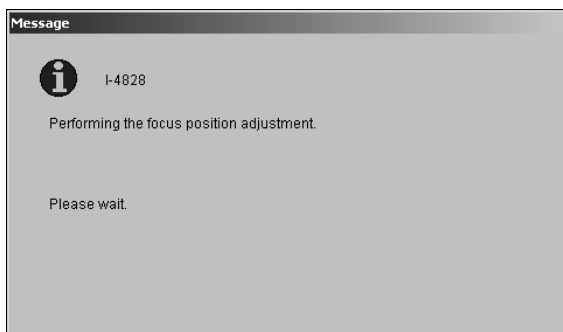 Message
I-4828
Performing the focus position adjustment.
Please wait.